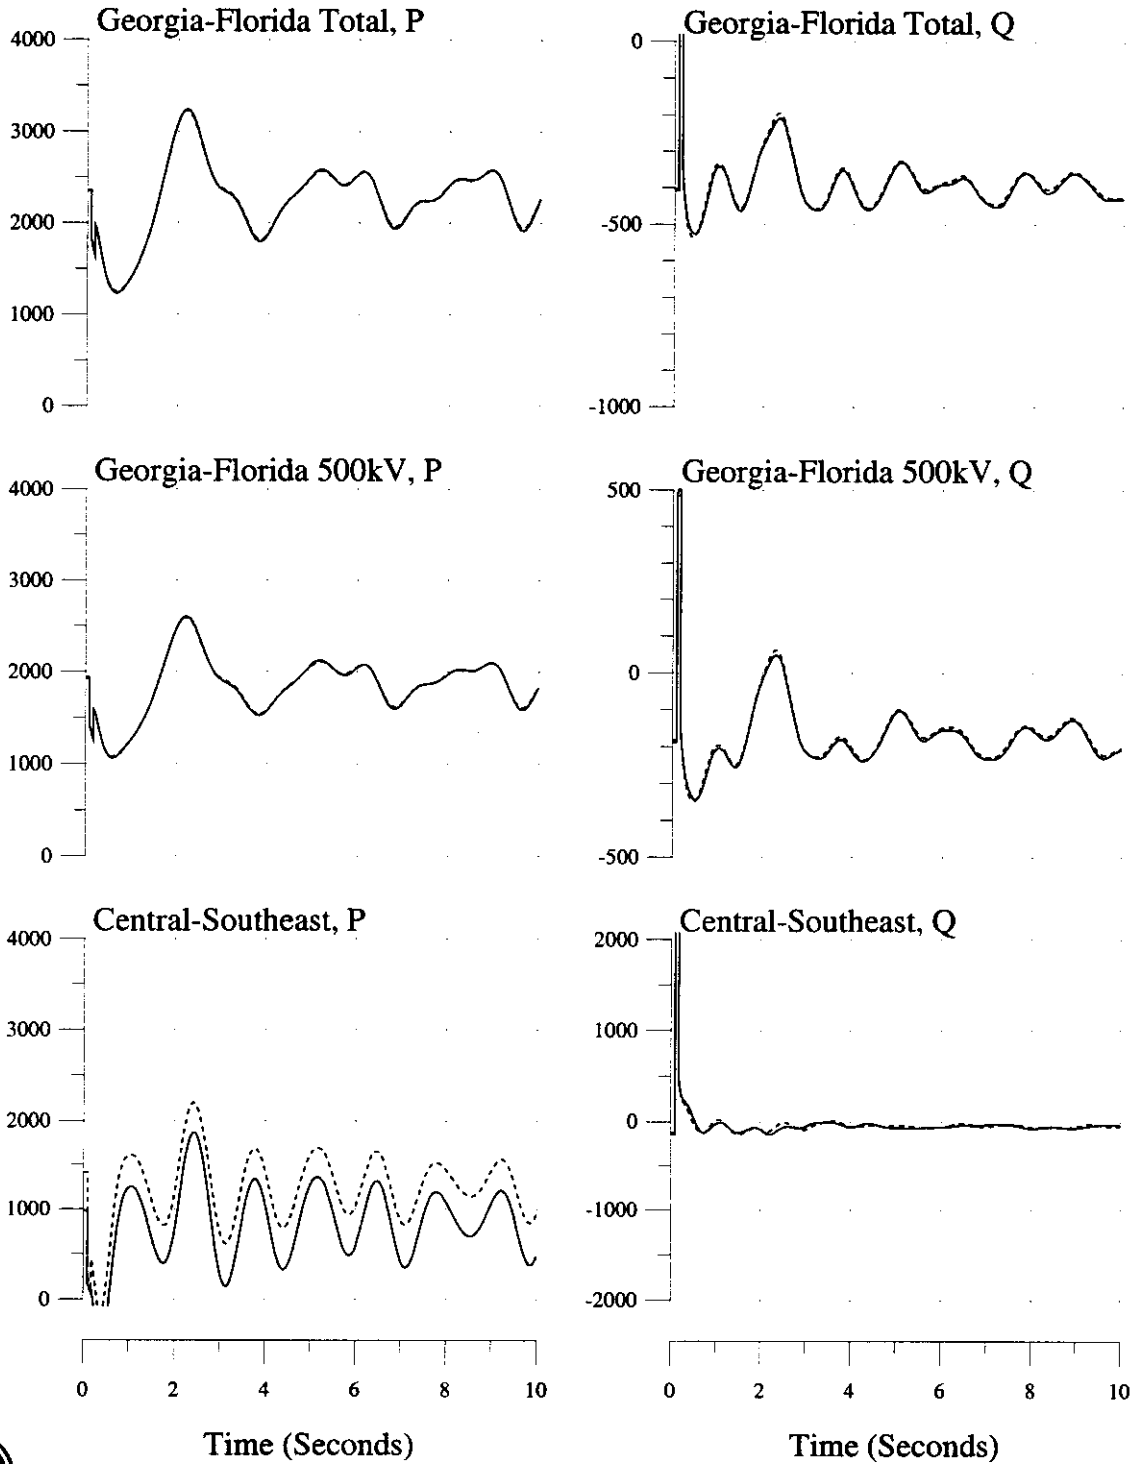 Georgia-Florida Total, P
4000
3000
2000
1000
0
Georgia-Florida Total, Q
0
-500
-1000
Georgia-Florida 500kV, P
4000
3000
2000
1000
0
Georgia-Florida 500kV, Q
500
0
-500
Central-Southeast, P
4000
3000
2000
1000
0
0 2 4 6 8 10
Time (Seconds)
Central-Southeast, Q
2000
1000
0
-1000
-2000
0 2 4 6 8 10
Time (Seconds)